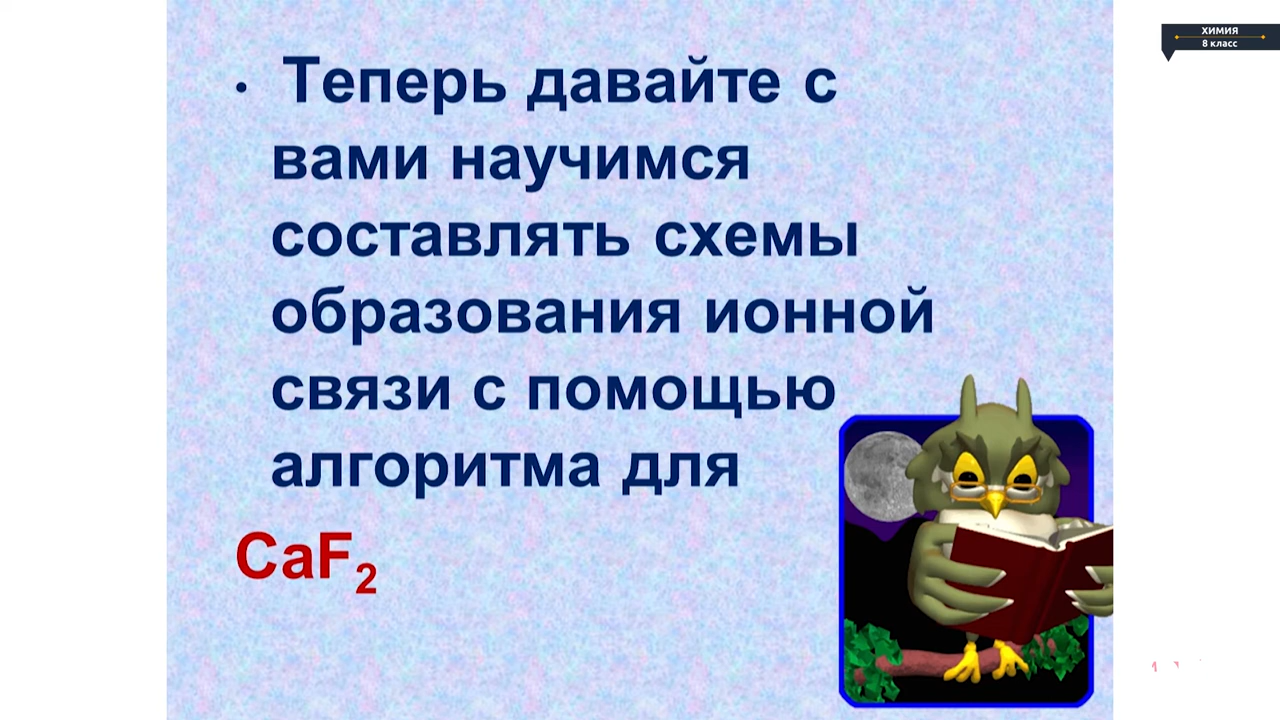 ХИМИЯ
8 класс
• Теперь давайте с
вами научимся
составлять схемы
образования ионной
связи с помощью
алгоритма для
CaF₂